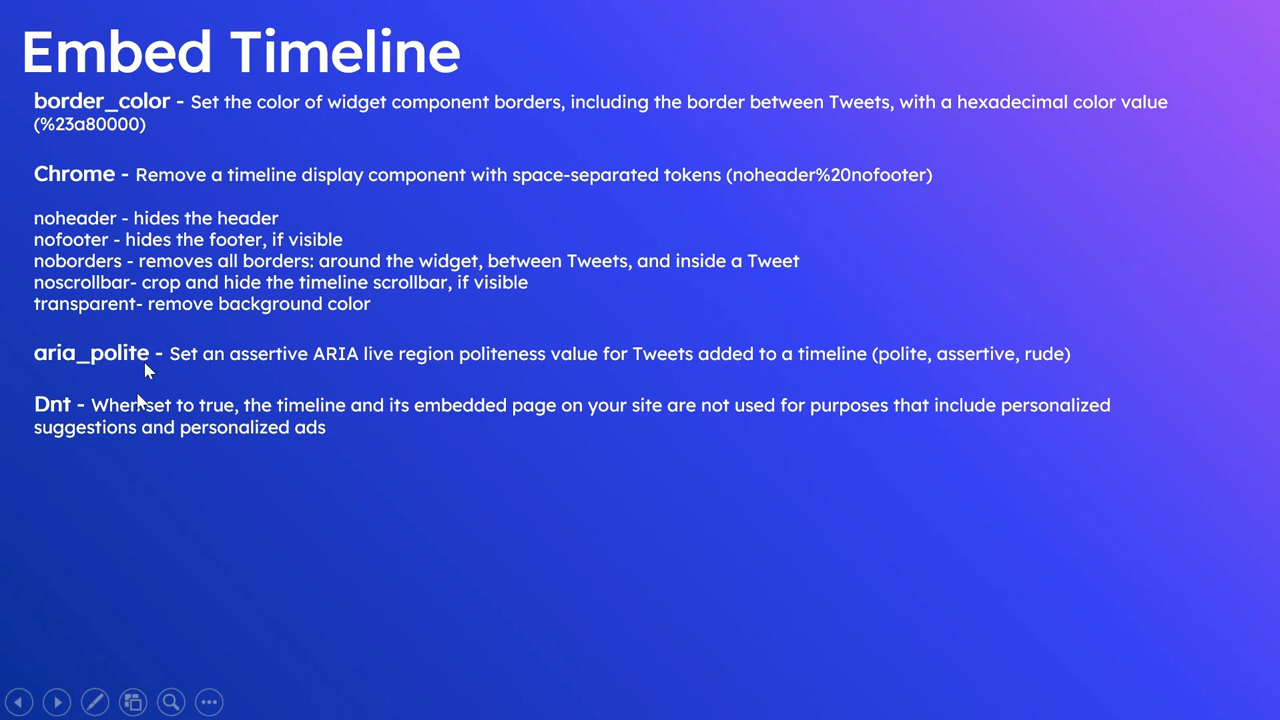 Embed Timeline
border_color - Set the color of widget component borders, including the border between Tweets, with a hexadecimal color value
(%23a80000)
Chrome - Remove a timeline display component with space-separated tokens (noheader%20nofooter)
noheader - hides the header
nofooter - hides the footer, if visible
noborders - removes all borders: around the widget, between Tweets, and inside a Tweet
noscrollbar- crop and hide the timeline scrollbar, if visible
transparent- remove background color
aria_polite - Set an assertive ARIA live region politeness value for Tweets added to a timeline (polite, assertive, rude)
Dnt - When set to true, the timeline and its embedded page on your site are not used for purposes that include personalized
suggestions and personalized ads